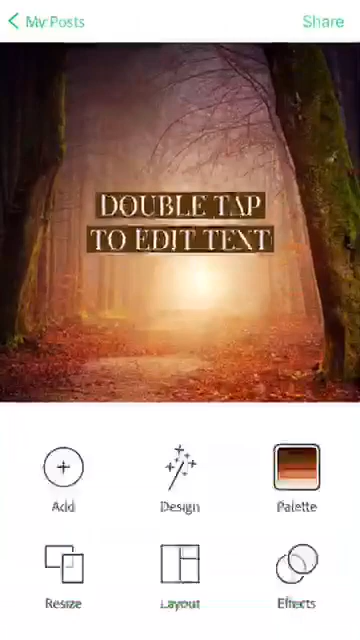 My Posts
Share
DOUBLE TAP
TO EDIT TEXT
Add
Design
Palette
Resize
Layout
Effects